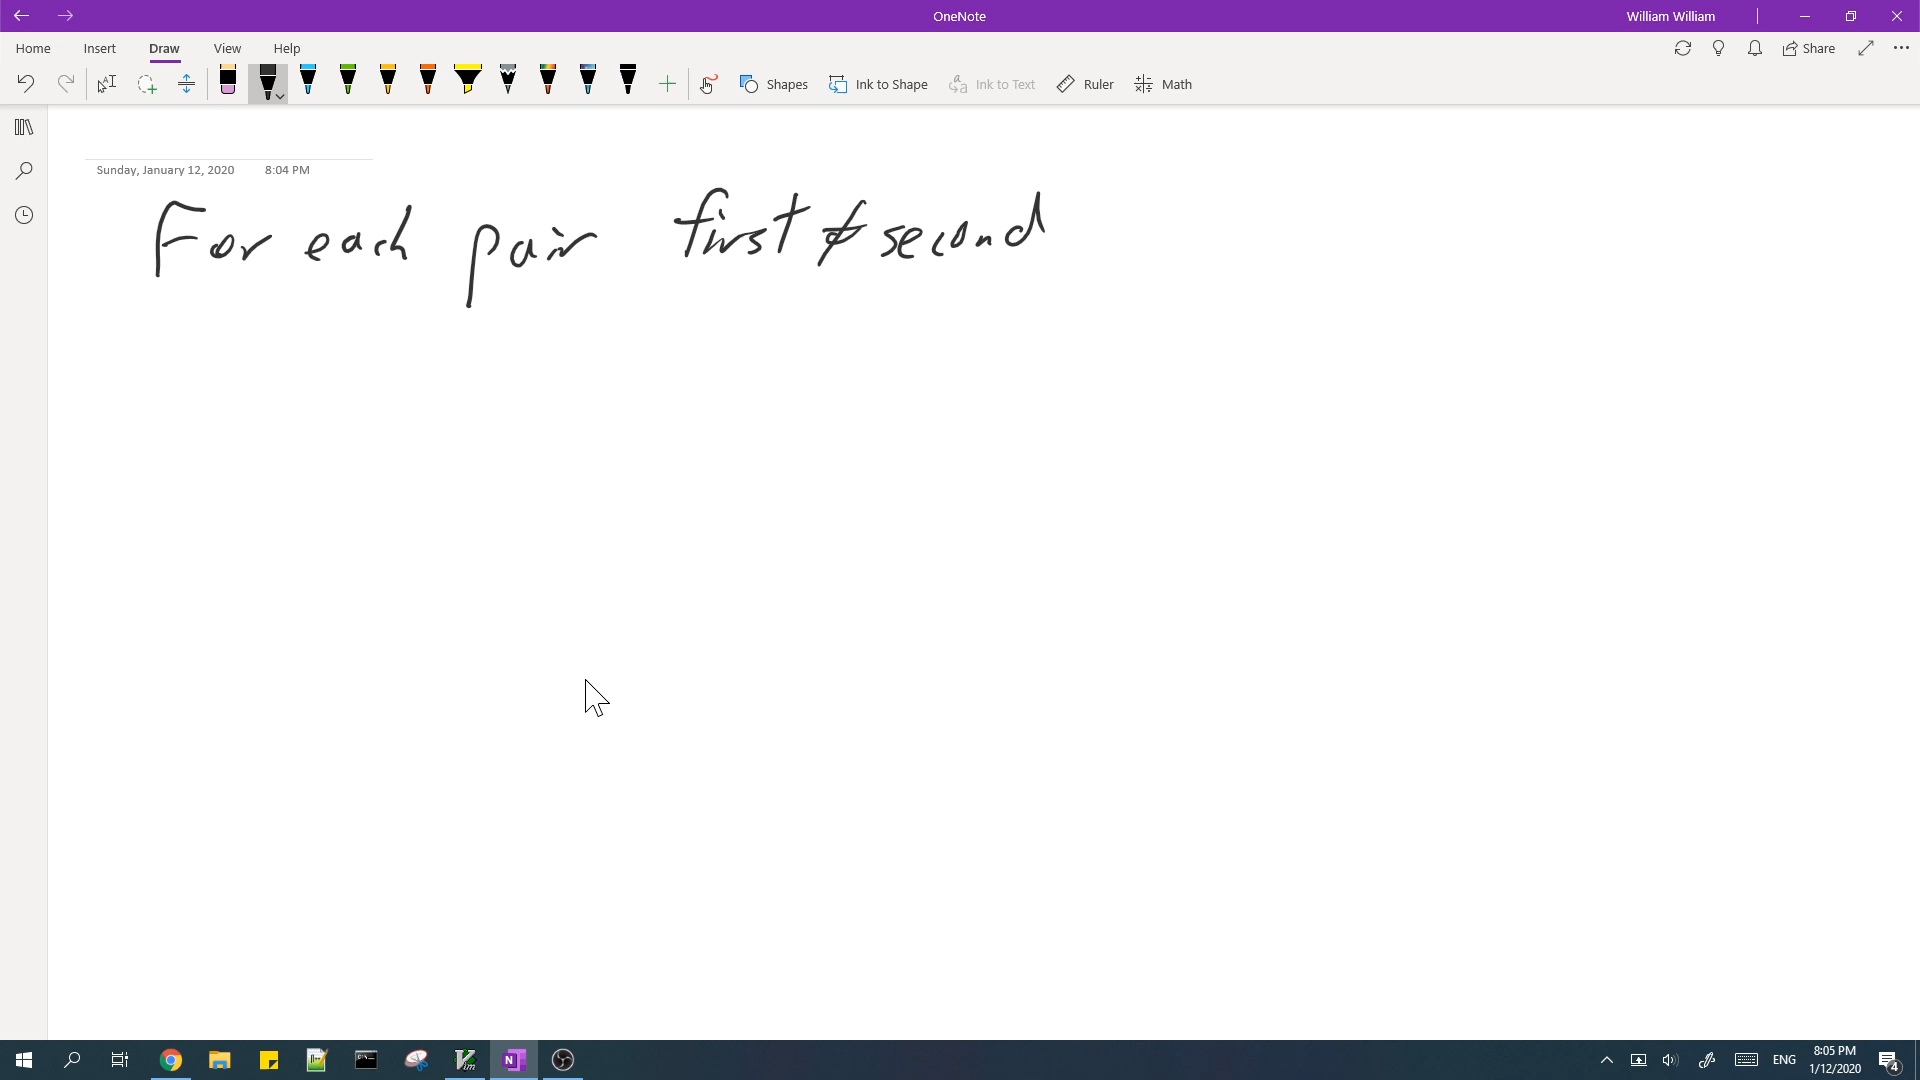 OneNote
William William
Home Insert Draw View Help
Share
Shapes Ink to Shape Ink to Text Ruler Math
Sunday, January 12, 2020 8:04 PM
For each pair first & second
ENG
8:05 PM
1/12/2020
4